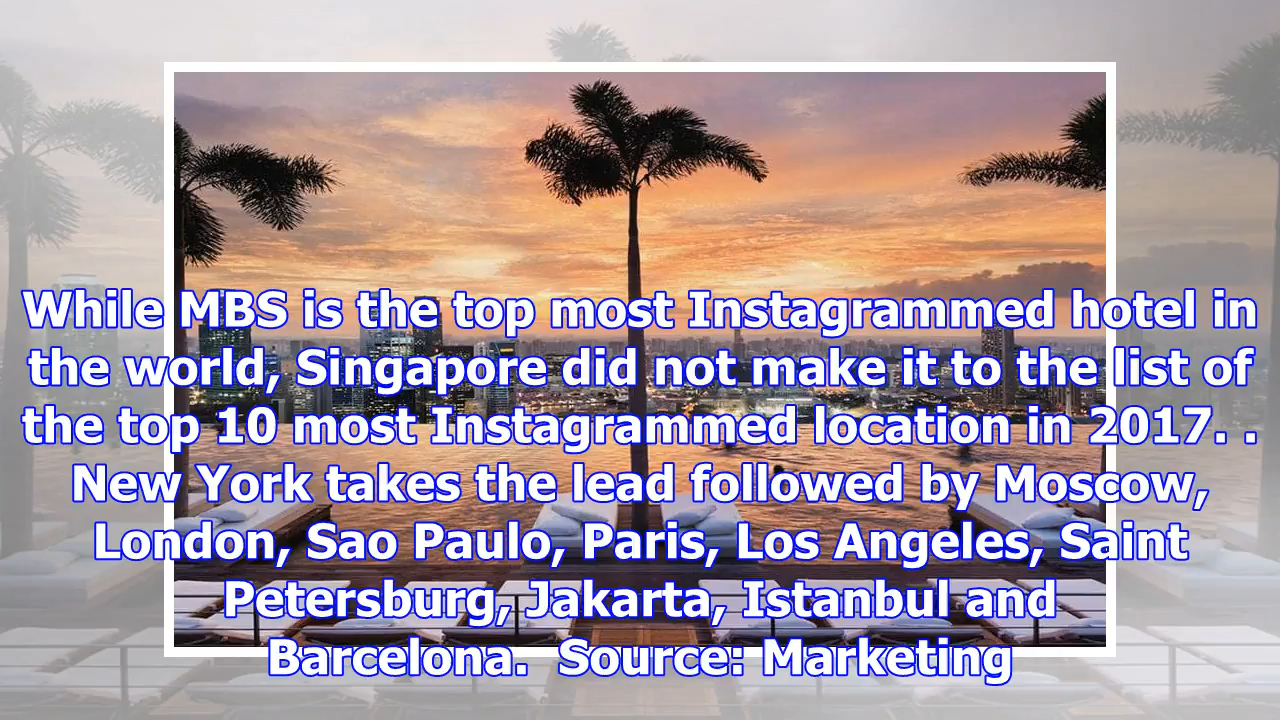 While MBS is the top most Instagrammed hotel in
the world, Singapore did not make it to the list of
the top 10 most Instagrammed location in 2017. .
New York takes the lead followed by Moscow,
London, Sao Paulo, Paris, Los Angeles, Saint
Petersburg, Jakarta, Istanbul and
Barcelona.  Source: Marketing